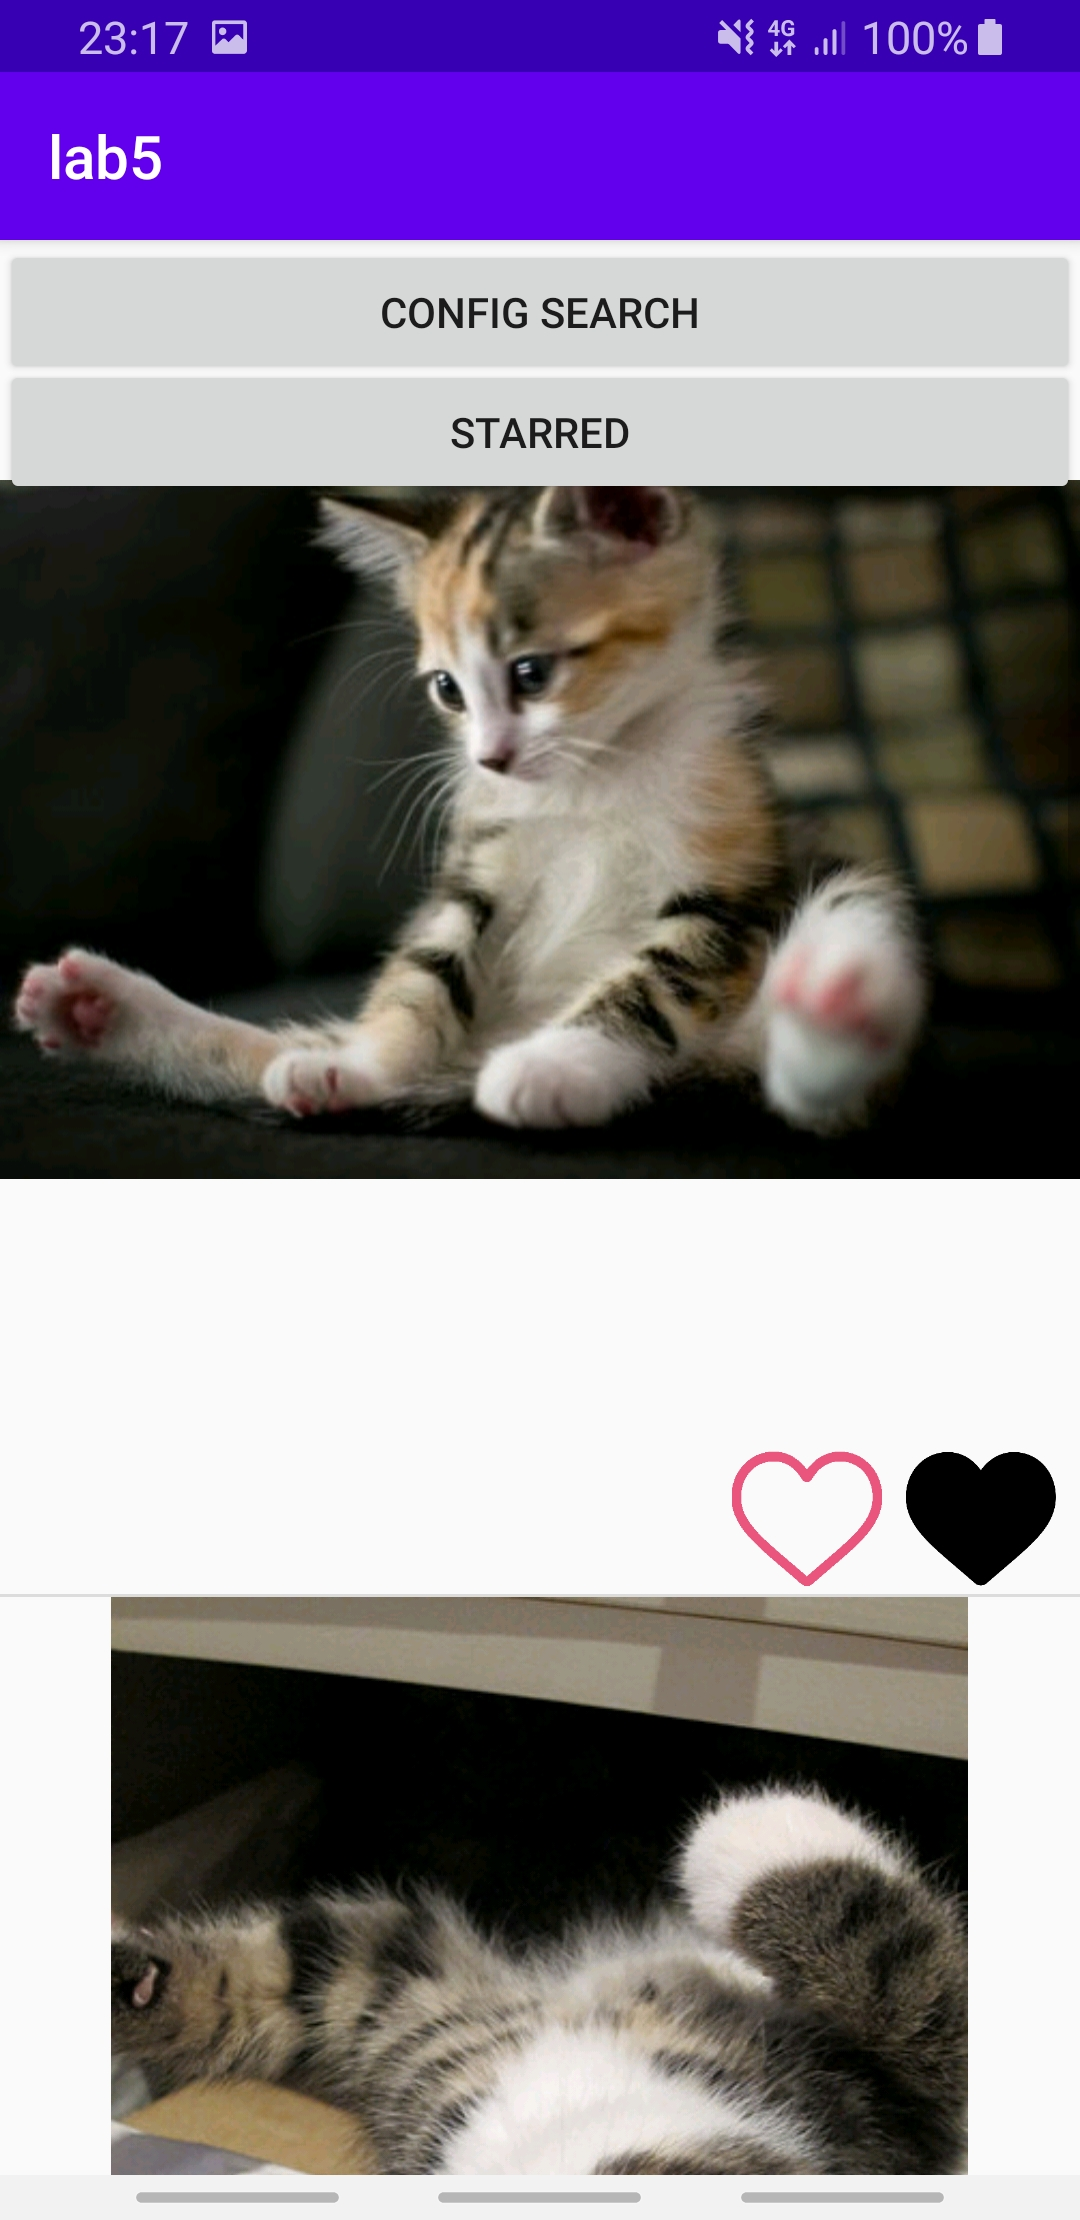 23:17
4G
100%
lab5
CONFIG SEARCH
STARRED